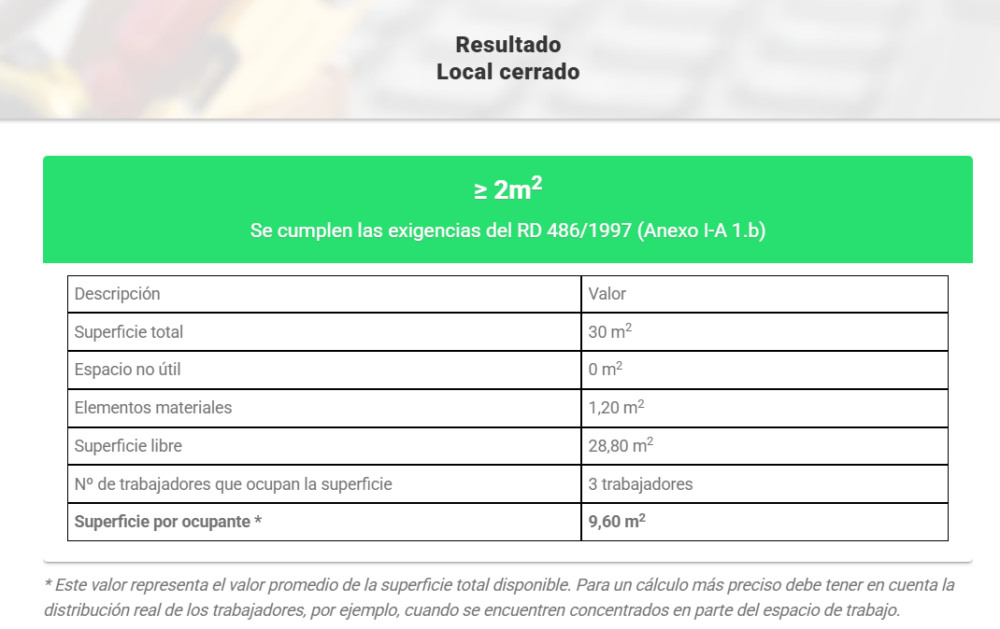 Resultado
Local cerrado
≥ 2m²
Se cumplen las exigencias del RD 486/1997 (Anexo I-A 1.b)
Descripción Valor
Superficie total 30 m²
Espacio no útil 0 m²
Elementos materiales 1,20 m²
Superficie libre 28,80 m²
Nº de trabajadores que ocupan la superficie 3 trabajadores
Superficie por ocupante * 9,60 m²
* Este valor representa el valor promedio de la superficie total disponible. Para un cálculo más preciso debe tener en cuenta la
distribución real de los trabajadores, por ejemplo, cuando se encuentren concentrados en parte del espacio de trabajo.